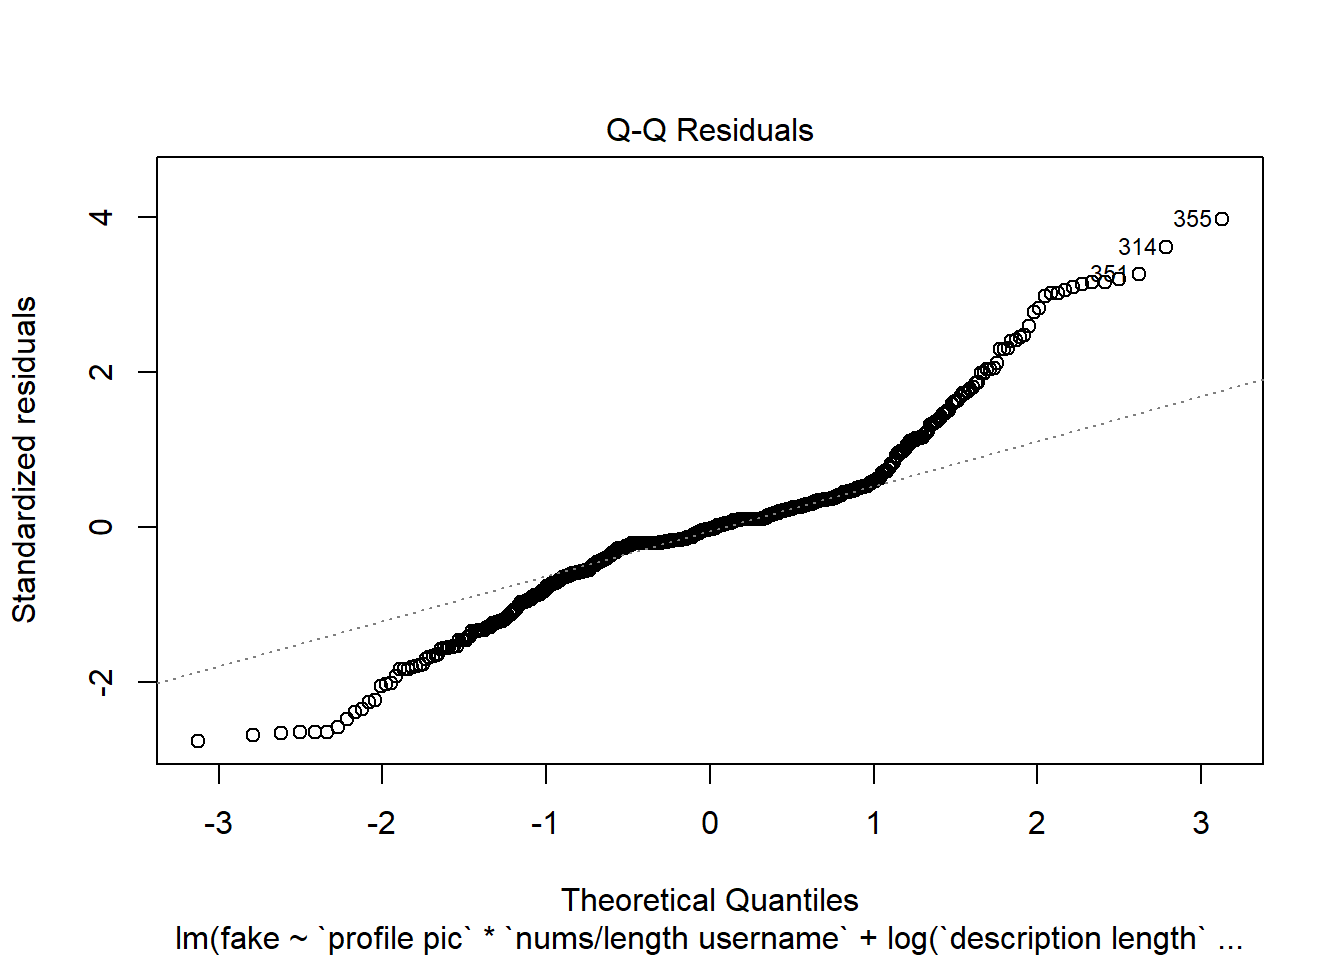 Q-Q Residuals
Standardized residuals
4
2
0
-2
355
314
351
-3 -2 -1 0 1 2 3
Theoretical Quantiles
lm(fake ~ `profile pic` * `nums/length username` + log(`description length` ...